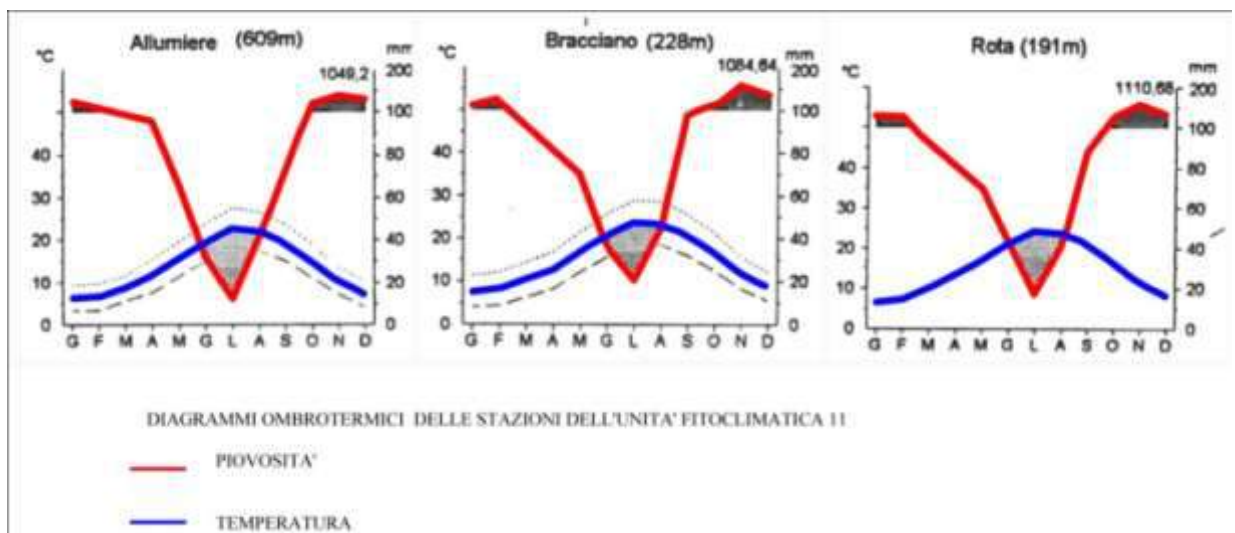 Allumiere (609m)
°C
mm
1049,2
200
100
80
60
40
20
0
40
30
20
10
0
G F M A M G L A S O N D
Bracciano (228m)
°C
mm
1084,64
200
100
80
60
40
20
0
40
30
20
10
0
G F M A M G L A S O N D
Rota (191m)
°C
mm
1110,68
200
100
80
60
40
20
0
40
30
20
10
0
G F M A M G L A S O N D
DIAGRAMMI OMBROTERMICI DELLE STAZIONI DELL'UNITA' FITOCLIMATICA 11
PIOVOSITA'
TEMPERATURA